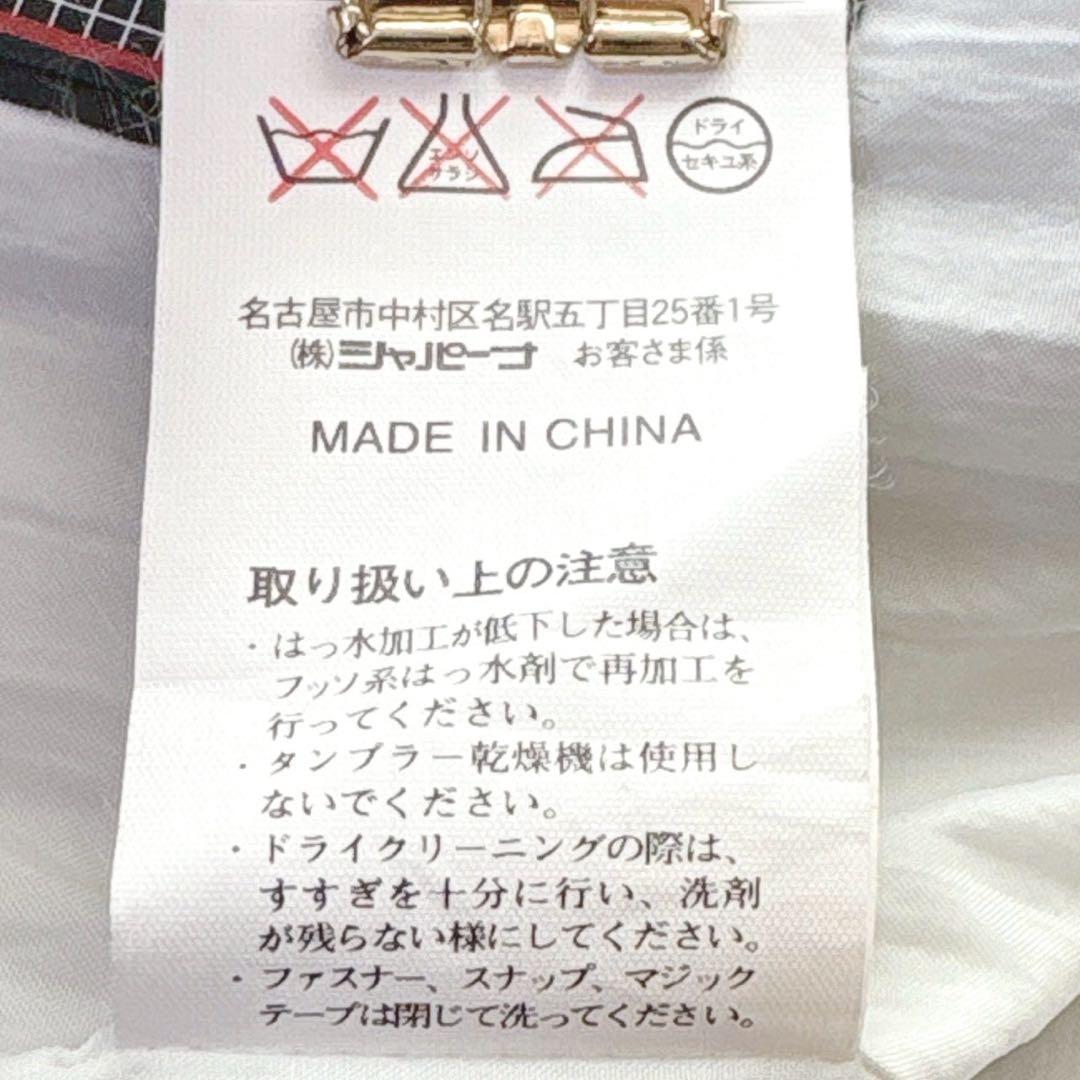 エンソ
サラシ
ドライ
セキユ系
名古屋市中村区名駅五丁目25番1号
(株)ジャパーナ お客さま係
MADE IN CHINA
取り扱い上の注意
・はっ水加工が低下した場合は、
フッソ系はっ水剤で再加工を
行ってください。
・タンブラー乾燥機は使用し
ないでください。
・ドライクリーニングの際は、
すすぎを十分に行い、洗剤
が残らない様にしてください。
・ファスナー、スナップ、マジック
テープは閉じて洗ってください。